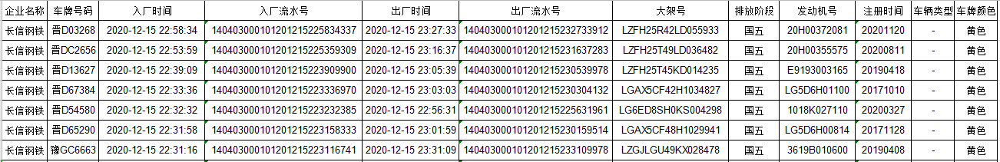 企业名称 车牌号码 入厂时间 入厂流水号 出厂时间 出厂流水号 大架号 排放阶段 发动机号 注册时间 车辆类型 车牌颜色
长信钢铁 晋D03268 2020-12-15 22:58:34 1404030001012012152258​34337 2020-12-15 23:27:33 140403000101201215232733912 LZFH25R42LD055933 国五 20H00372081 20201120 - 黄色
长信钢铁 晋DC2656 2020-12-15 22:53:59 140403000101201215225359309 2020-12-15 23:16:37 140403000101201215231637283 LZFH25T49LD036482 国五 20H00355575 20200811 - 黄色
长信钢铁 晋D13627 2020-12-15 22:39:09 140403000101201215223909900 2020-12-15 23:05:39 140403000101201215230539978 LZFH25T45KD014235 国五 E9193003165 20190418 - 黄色
长信钢铁 晋D67384 2020-12-15 22:33:36 140403000101201215223336970 2020-12-15 23:03:03 140403000101201215230304132 LGAX5CF42H1034827 国五 LG5D6H01100 20171010 - 黄色
长信钢铁 晋D54580 2020-12-15 22:32:32 140403000101201215223232385 2020-12-15 22:56:31 140403000101201215225631961 LG6ED8SH0KS004298 国五 1018K027110 20200327 - 黄色
长信钢铁 晋D65290 2020-12-15 22:31:58 140403000101201215223158333 2020-12-15 23:01:59 140403000101201215230159514 LGAX5CF48H1029941 国五 LG5D6H00814 20171128 - 黄色
长信钢铁 豫GC6663 2020-12-15 22:31:16 140403000101201215223116741 2020-12-15 23:31:09 140403000101201215233109978 LZGJLGU49KX028478 国五 3619B010600 20190408 - 黄色